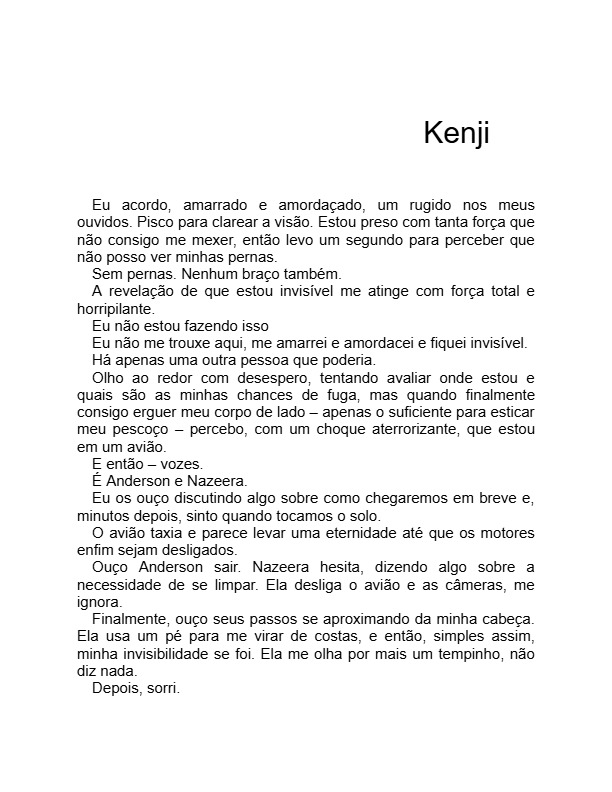 Kenji
Eu acordo, amarrado e amordaçado, um rugido nos meus
ouvidos. Pisco para clarear a visão. Estou preso com tanta força que
não consigo me mexer, então levo um segundo para perceber que
não posso ver minhas pernas.
Sem pernas. Nenhum braço também.
A revelação de que estou invisível me atinge com força total e
horripilante.
Eu não estou fazendo isso
Eu não me trouxe aqui, me amarrei e amordacei e fiquei invisível.
Há apenas uma outra pessoa que poderia.
Olho ao redor com desespero, tentando avaliar onde estou e
quais são as minhas chances de fuga, mas quando finalmente
consigo erguer meu corpo de lado – apenas o suficiente para esticar
meu pescoço – percebo, com um choque aterrorizante, que estou
em um avião.
E então – vozes.
É Anderson e Nazeera.
Eu os ouço discutindo algo sobre como chegaremos em breve e,
minutos depois, sinto quando tocamos o solo.
O avião taxia e parece levar uma eternidade até que os motores
enfim sejam desligados.
Ouço Anderson sair. Nazeera hesita, dizendo algo sobre a
necessidade de se limpar. Ela desliga o avião e as câmeras, me
ignora.
Finalmente, ouço seus passos se aproximando da minha cabeça.
Ela usa um pé para me virar de costas, e então, simples assim,
minha invisibilidade se foi. Ela me olha por mais um tempinho, não
diz nada.
Depois, sorri.